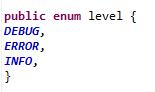 public enum level {
DEBUG,
ERROR,
INFO,
}